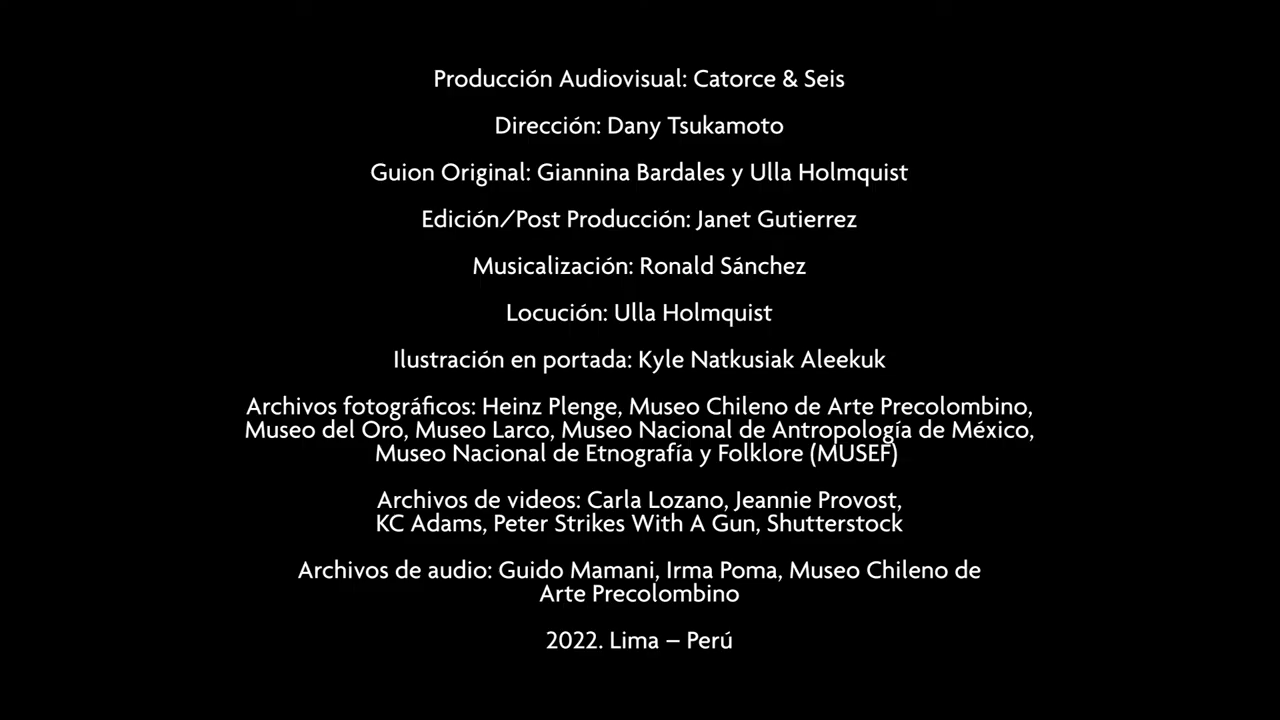 Producción Audiovisual: Catorce & Seis
Dirección: Dany Tsukamoto
Guion Original: Giannina Bardales y Ulla Holmquist
Edición/Post Producción: Janet Gutierrez
Musicalización: Ronald Sánchez
Locución: Ulla Holmquist
Ilustración en portada: Kyle Natkusiak Aleekuk
Archivos fotográficos: Heinz Plenge, Museo Chileno de Arte Precolombino,
Museo del Oro, Museo Larco, Museo Nacional de Antropología de México,
Museo Nacional de Etnografía y Folklore (MUSEF)
Archivos de videos: Carla Lozano, Jeannie Provost,
KC Adams, Peter Strikes With A Gun, Shutterstock
Archivos de audio: Guido Mamani, Irma Poma, Museo Chileno de
Arte Precolombino
2022. Lima – Perú